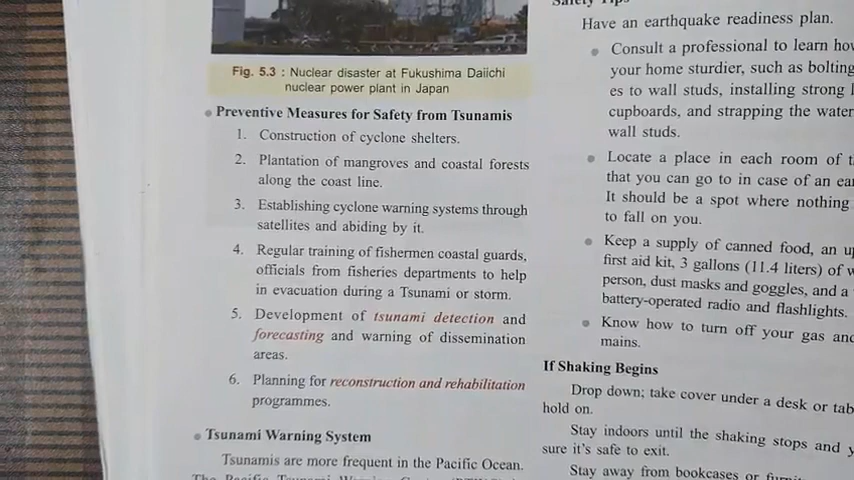 Fig. 5.3 : Nuclear disaster at Fukushima Daiichi
nuclear power plant in Japan
• Preventive Measures for Safety from Tsunamis
1. Construction of cyclone shelters.
2. Plantation of mangroves and coastal forests
along the coast line.
3. Establishing cyclone warning systems through
satellites and abiding by it.
4. Regular training of fishermen coastal guards,
officials from fisheries departments to help
in evacuation during a Tsunami or storm.
5. Development of tsunami detection and
forecasting and warning of dissemination
areas.
6. Planning for reconstruction and rehabilitation
programmes.
• Tsunami Warning System
Tsunamis are more frequent in the Pacific Ocean.
The Pacific Tsunami
Safety Tips
Have an earthquake readiness plan.
• Consult a professional to learn how
your home sturdier, such as bolting
es to wall studs, installing strong
cupboards, and strapping the water
wall studs.
• Locate a place in each room of
that you can go to in case of an
It should be a spot where nothing
to fall on you.
• Keep a supply of canned food, an
first aid kit, 3 gallons (11.4 liters) of
person, dust masks and goggles, and a
battery-operated radio and flashlights.
• Know how to turn off your gas and
mains.
If Shaking Begins
Drop down; take cover under a desk or
hold on.
Stay indoors until the shaking stops and
sure it's safe to exit.
Stay away from bookcases or